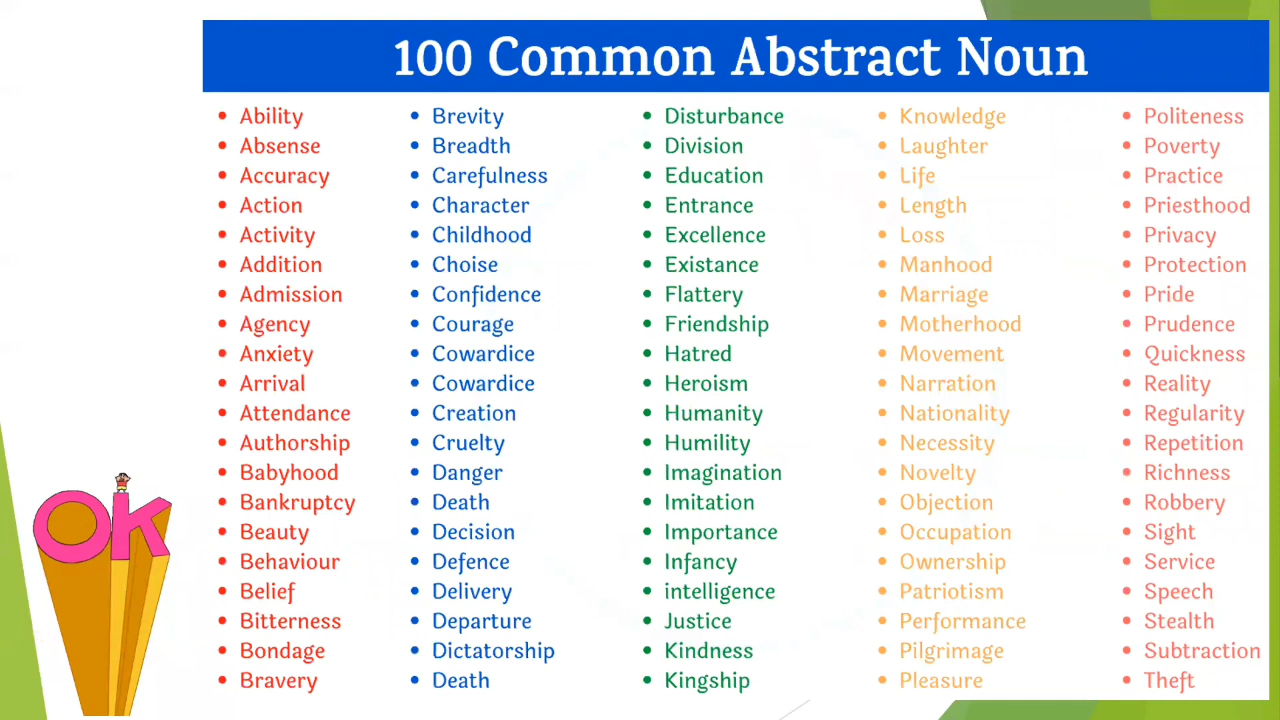 100 Common Abstract Noun
Ability
Absense
Accuracy
Action
Activity
Addition
Admission
Agency
Anxiety
Arrival
Attendance
Authorship
Babyhood
Bankruptcy
Beauty
Behaviour
Belief
Bitterness
Bondage
Bravery
Brevity
Breadth
Carefulness
Character
Childhood
Choise
Confidence
Courage
Cowardice
Cowardice
Creation
Cruelty
Danger
Death
Decision
Defence
Delivery
Departure
Dictatorship
Death
Disturbance
Division
Education
Entrance
Excellence
Existance
Flattery
Friendship
Hatred
Heroism
Humanity
Humility
Imagination
Imitation
Importance
Infancy
intelligence
Justice
Kindness
Kingship
Knowledge
Laughter
Life
Length
Loss
Manhood
Marriage
Motherhood
Movement
Narration
Nationality
Necessity
Novelty
Objection
Occupation
Ownership
Patriotism
Performance
Pilgrimage
Pleasure
Politeness
Poverty
Practice
Priesthood
Privacy
Protection
Pride
Prudence
Quickness
Reality
Regularity
Repetition
Richness
Robbery
Sight
Service
Speech
Stealth
Subtraction
Theft
OK